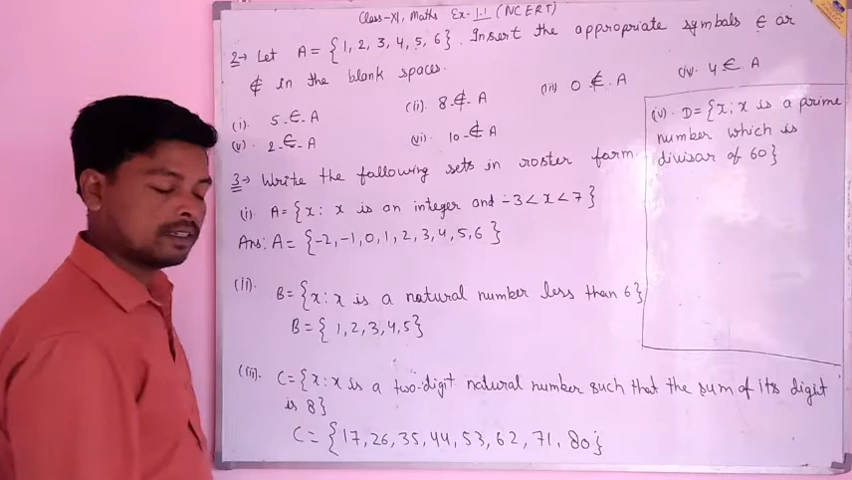 Class-XI, Maths Ex-1.1 (NCERT)
2→ Let A = {1, 2, 3, 4, 5, 6}. Insert the appropriate symbols ∈ or
∉ in the blank spaces.
(i) 5 ∈ A (ii). 8 ∉ A (iii) 0 ∉ A (iv) 4 ∈ A
(v). 2 ∈ A (vi). 10 ∉ A
3→ Write the following sets in roster form.
(i) A = {x : x is an integer and -3 < x < 7}
Ans: A = {-2, -1, 0, 1, 2, 3, 4, 5, 6}
(ii). B = {x : x is a natural number less than 6}
B = {1, 2, 3, 4, 5}
(iii). C = {x : x is a two-digit natural number such that the sum of its digit
is 8}
C = {17, 26, 35, 44, 53, 62, 71, 80}
(v). D = {x ; x is a prime
number which is
divisor of 60}